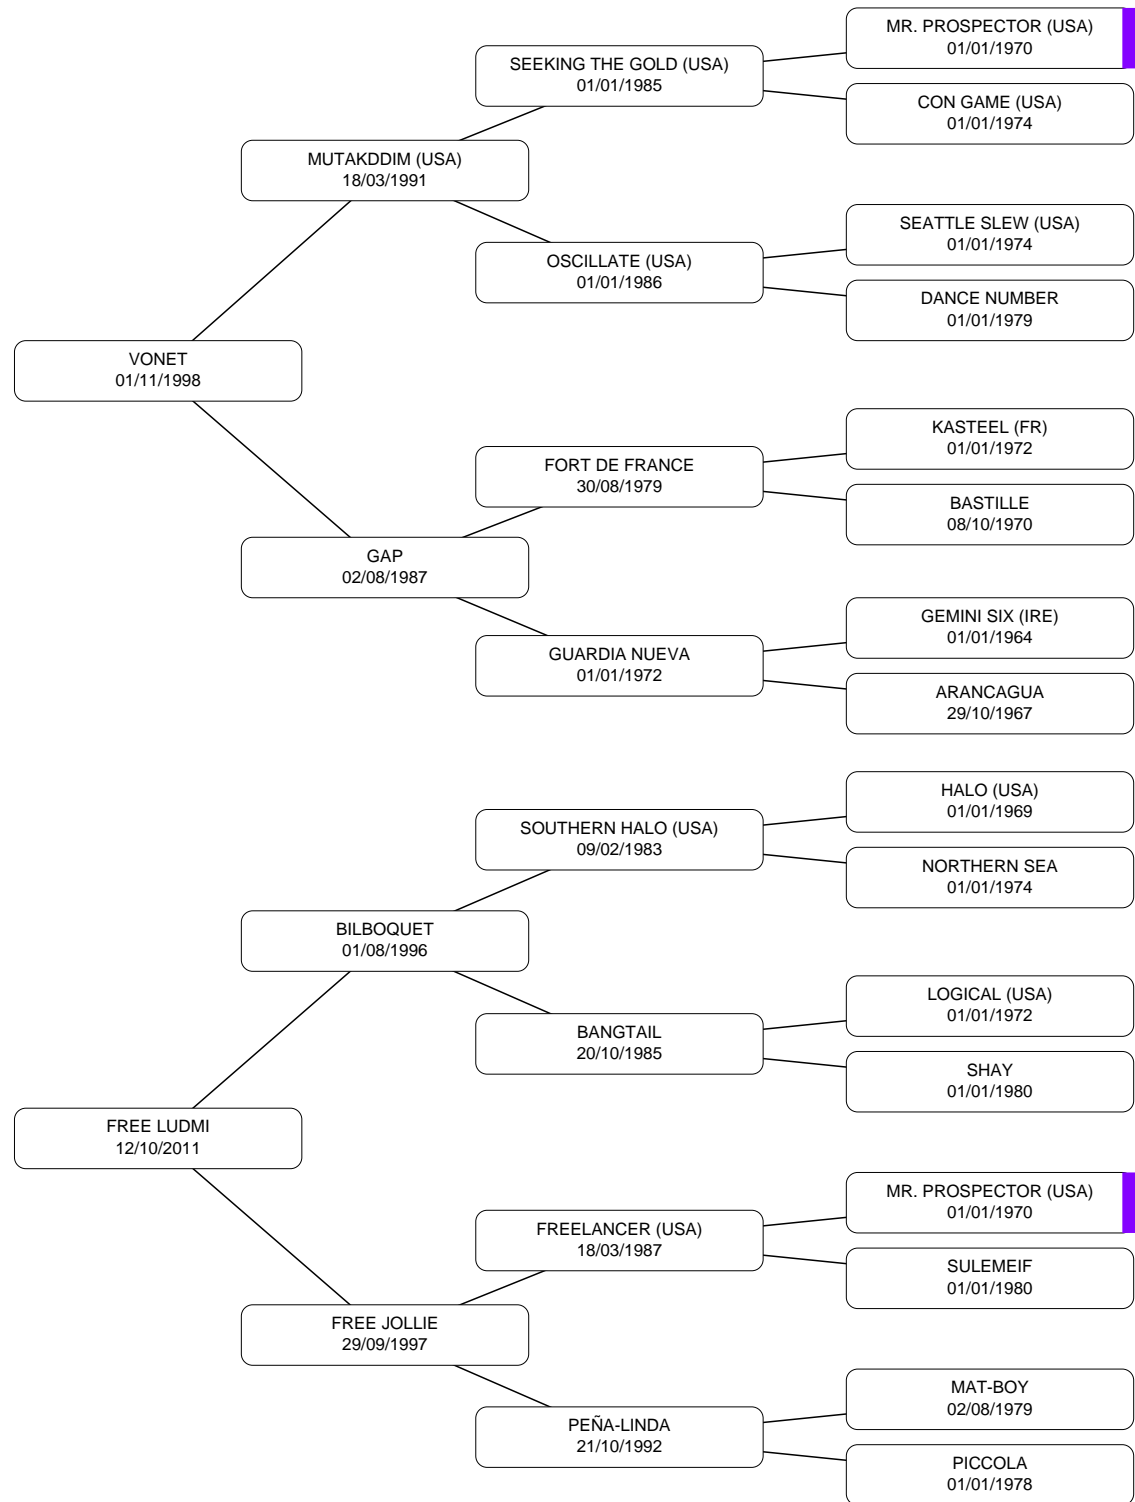 MR. PROSPECTOR (USA)
01/01/1970
SEEKING THE GOLD (USA)
01/01/1985
CON GAME (USA)
01/01/1974
MUTAKDDIM (USA)
18/03/1991
SEATTLE SLEW (USA)
01/01/1974
OSCILLATE (USA)
01/01/1986
DANCE NUMBER
01/01/1979
VONET
01/11/1998
KASTEEL (FR)
01/01/1972
FORT DE FRANCE
30/08/1979
BASTILLE
08/10/1970
GAP
02/08/1987
GEMINI SIX (IRE)
01/01/1964
GUARDIA NUEVA
01/01/1972
ARANCAGUA
29/10/1967
HALO (USA)
01/01/1969
SOUTHERN HALO (USA)
09/02/1983
NORTHERN SEA
01/01/1974
BILBOQUET
01/08/1996
LOGICAL (USA)
01/01/1972
BANGTAIL
20/10/1985
SHAY
01/01/1980
FREE LUDMI
12/10/2011
MR. PROSPECTOR (USA)
01/01/1970
FREELANCER (USA)
18/03/1987
SULEMEIF
01/01/1980
FREE JOLLIE
29/09/1997
MAT-BOY
02/08/1979
PEÑA-LINDA
21/10/1992
PICCOLA
01/01/1978